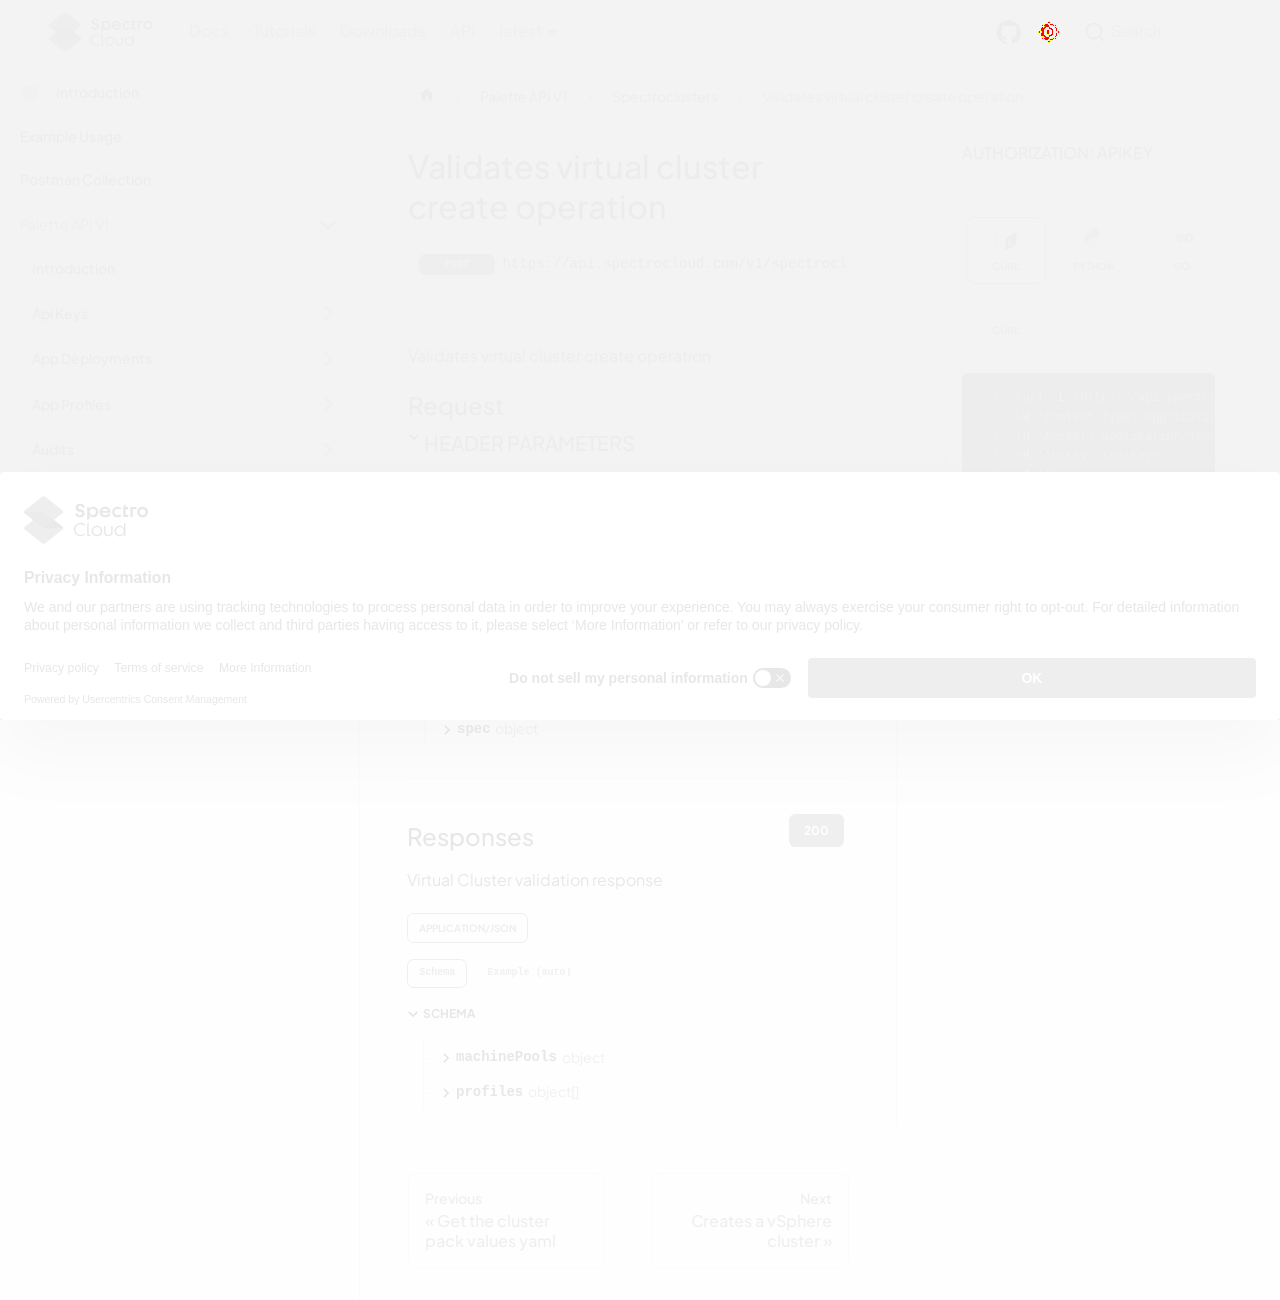 Spectro Cloud
Docs Tutorials Downloads API latest
Search
Introduction
Example Usage
Postman Collection
Palette API V1
Introduction
Api Keys
App Deployments
App Profiles
Audits
Palette API V1
Spectroclusters
Validates virtual cluster create operation
Validates virtual cluster
create operation
https://api.spectrocloud.com/v1/spectrocl
Validates virtual cluster create operation
Request
HEADER PARAMETERS
AUTHORIZATION: APIKEY
CURL
PYTHON
GO
CURL
Spectro
Cloud
Privacy Information
We and our partners are using tracking technologies to process personal data in order to improve your experience. You may always exercise your consumer right to opt-out. For detailed information
about personal information we collect and third parties having access to it, please select ‘More Information’ or refer to our privacy policy.
Privacy policy Terms of service More Information
Powered by Usercentrics Consent Management
Do not sell my personal information
OK
spec object
Responses
200
Virtual Cluster validation response
APPLICATION/JSON
Schema
Example (auto)
SCHEMA
machinePools object
profiles object[]
Previous
« Get the cluster
pack values yaml
Next
Creates a vSphere
cluster »